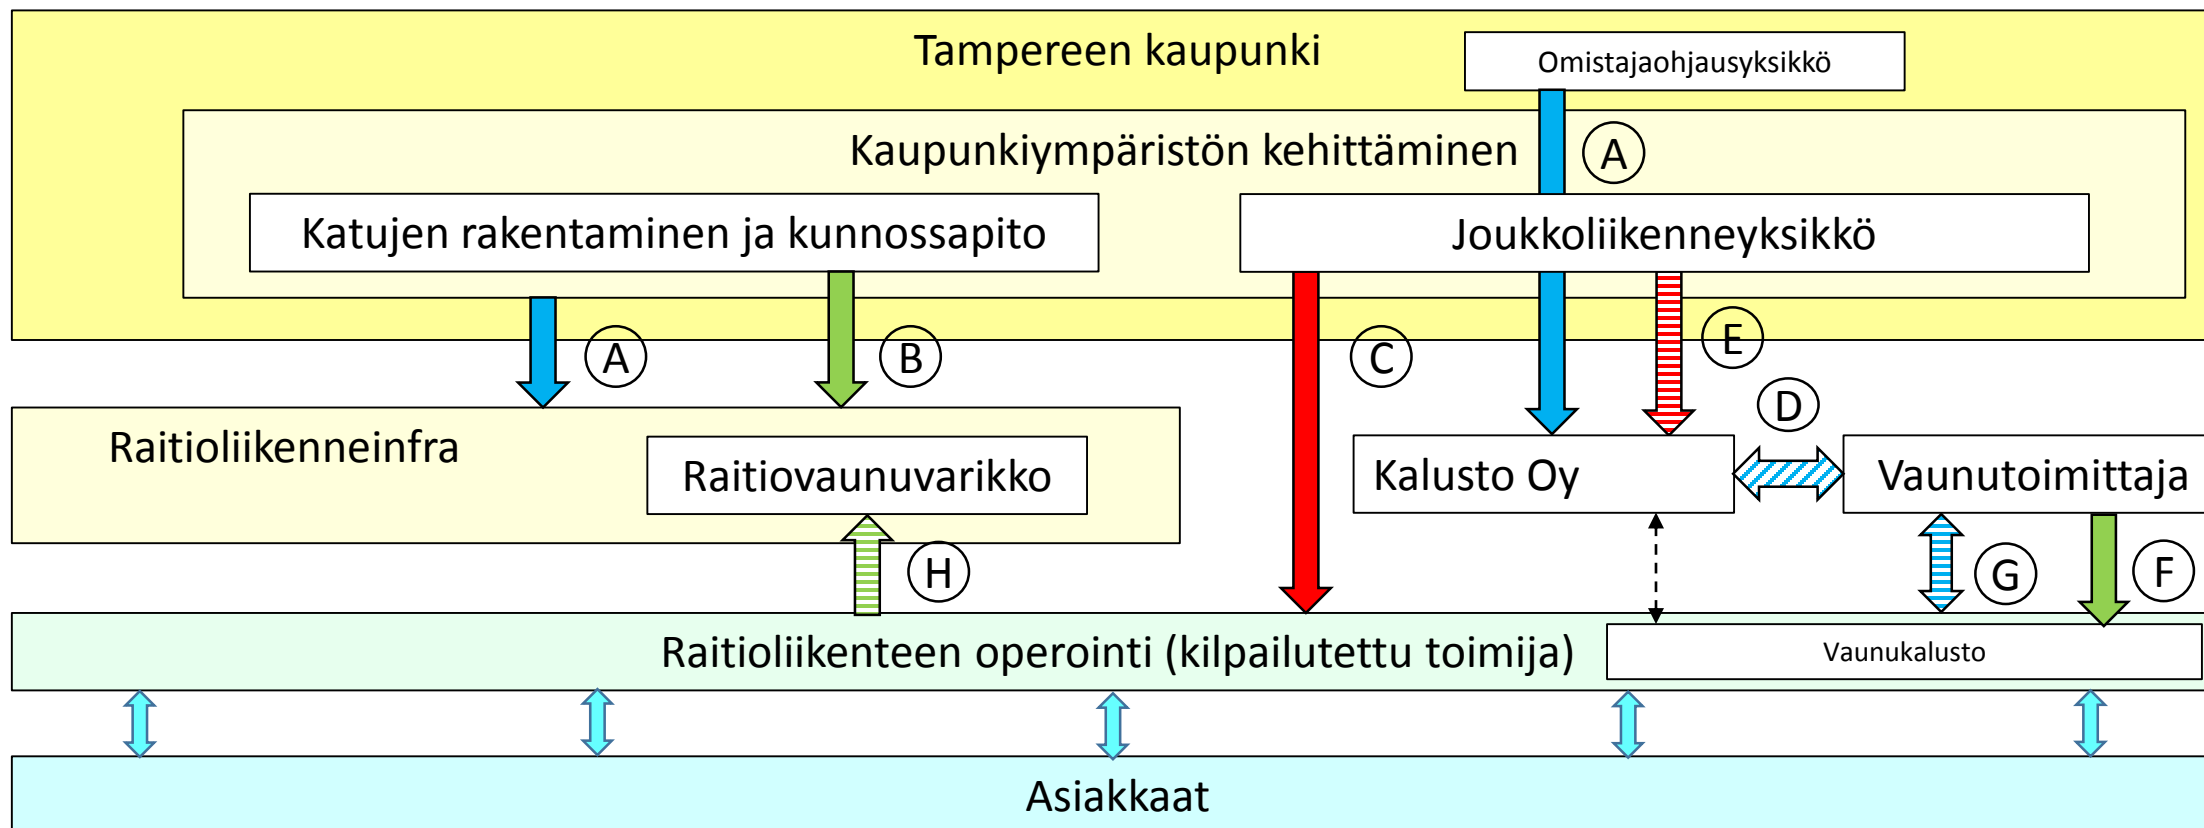 Tampereen kaupunki
Omistajaohjausyksikkö
Kaupunkiympäristön kehittäminen
A
Katujen rakentaminen ja kunnossapito
Joukkoliikenneyksikkö
A
B
C
E
D
Raitioliikenneinfra
Raitiovaunuvarikko
Kalusto Oy
Vaunutoimittaja
H
G
F
Raitioliikenteen operointi (kilpailutettu toimija)
Vaunukalusto
Asiakkaat